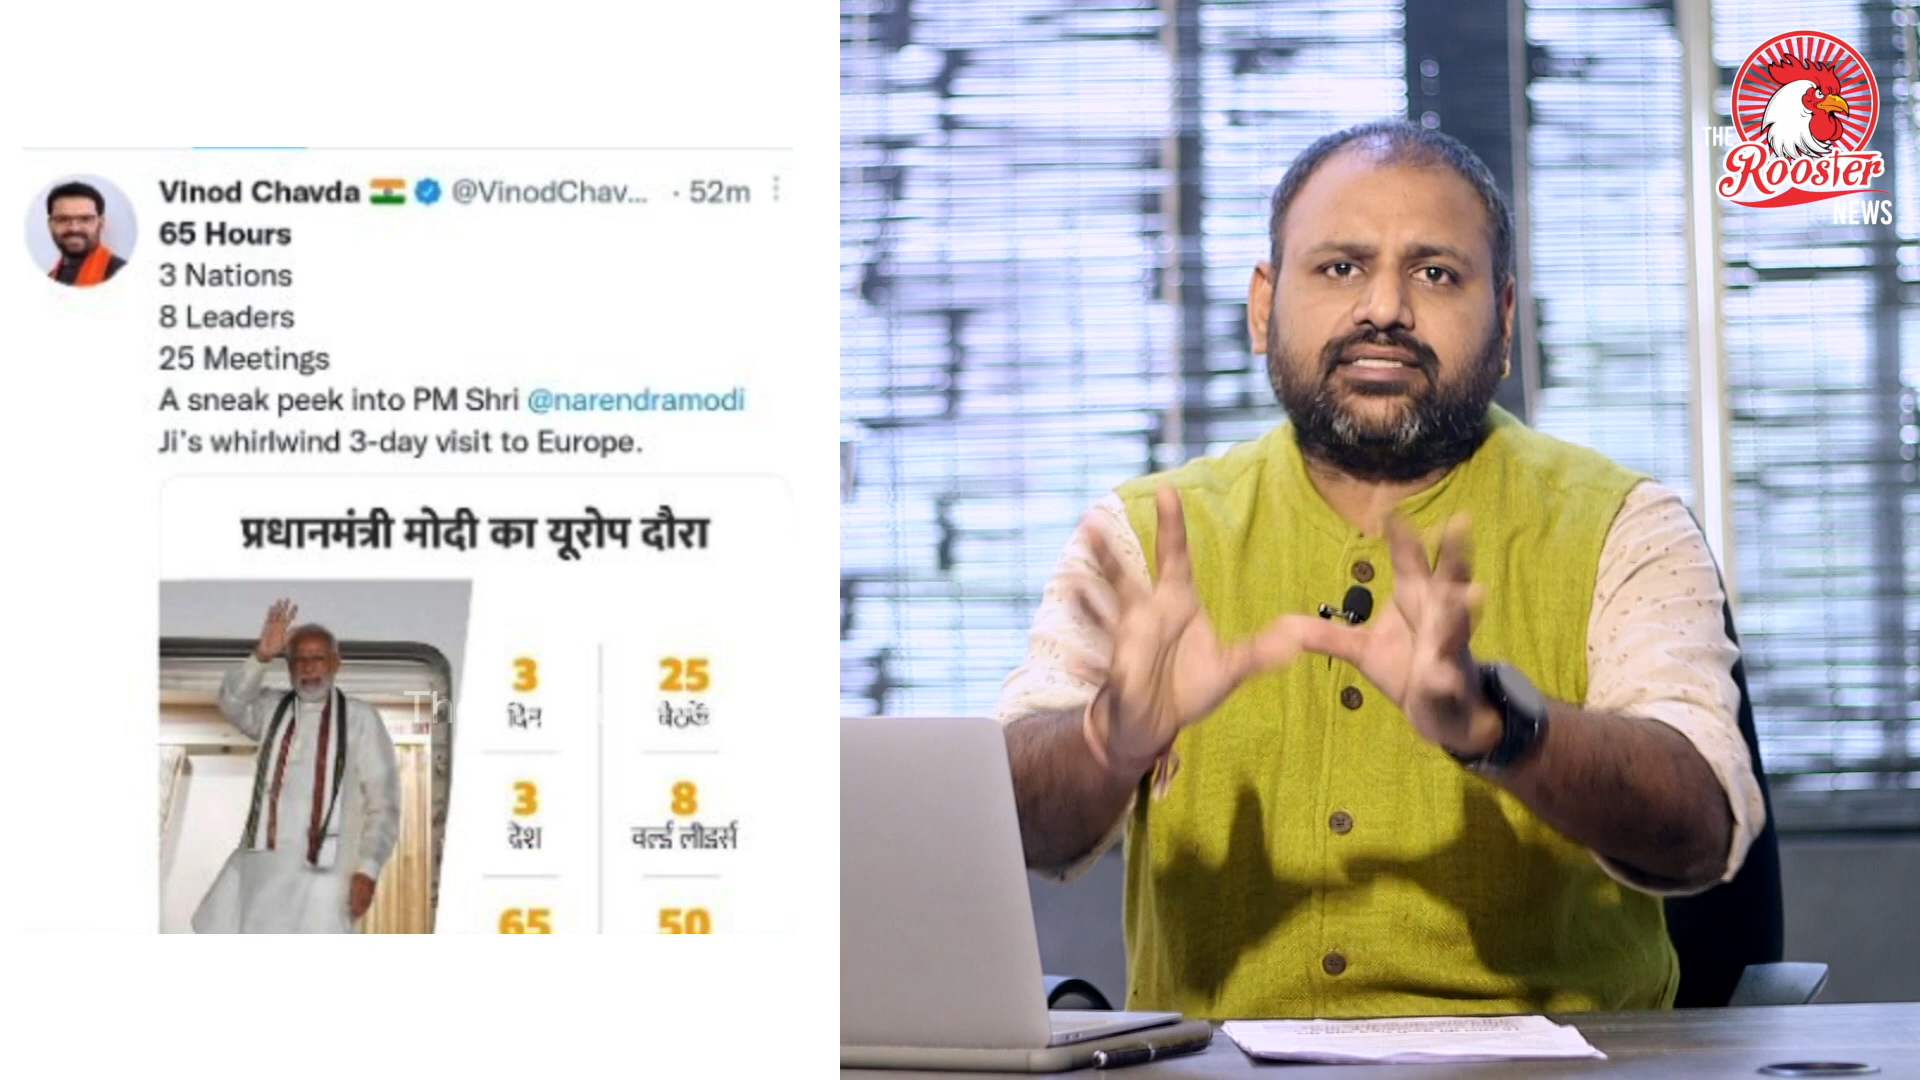 Vinod Chavda @VinodChav... · 52m
65 Hours
3 Nations
8 Leaders
25 Meetings
A sneak peek into PM Shri @narendramodi
Ji's whirlwind 3-day visit to Europe.
प्रधानमंत्री मोदी का यूरोप दौरा
3
दिन
25
बैठकें
3
देश
8
वर्ल्ड लीडर्स
65
50
Th
THE
Rooster
NEWS